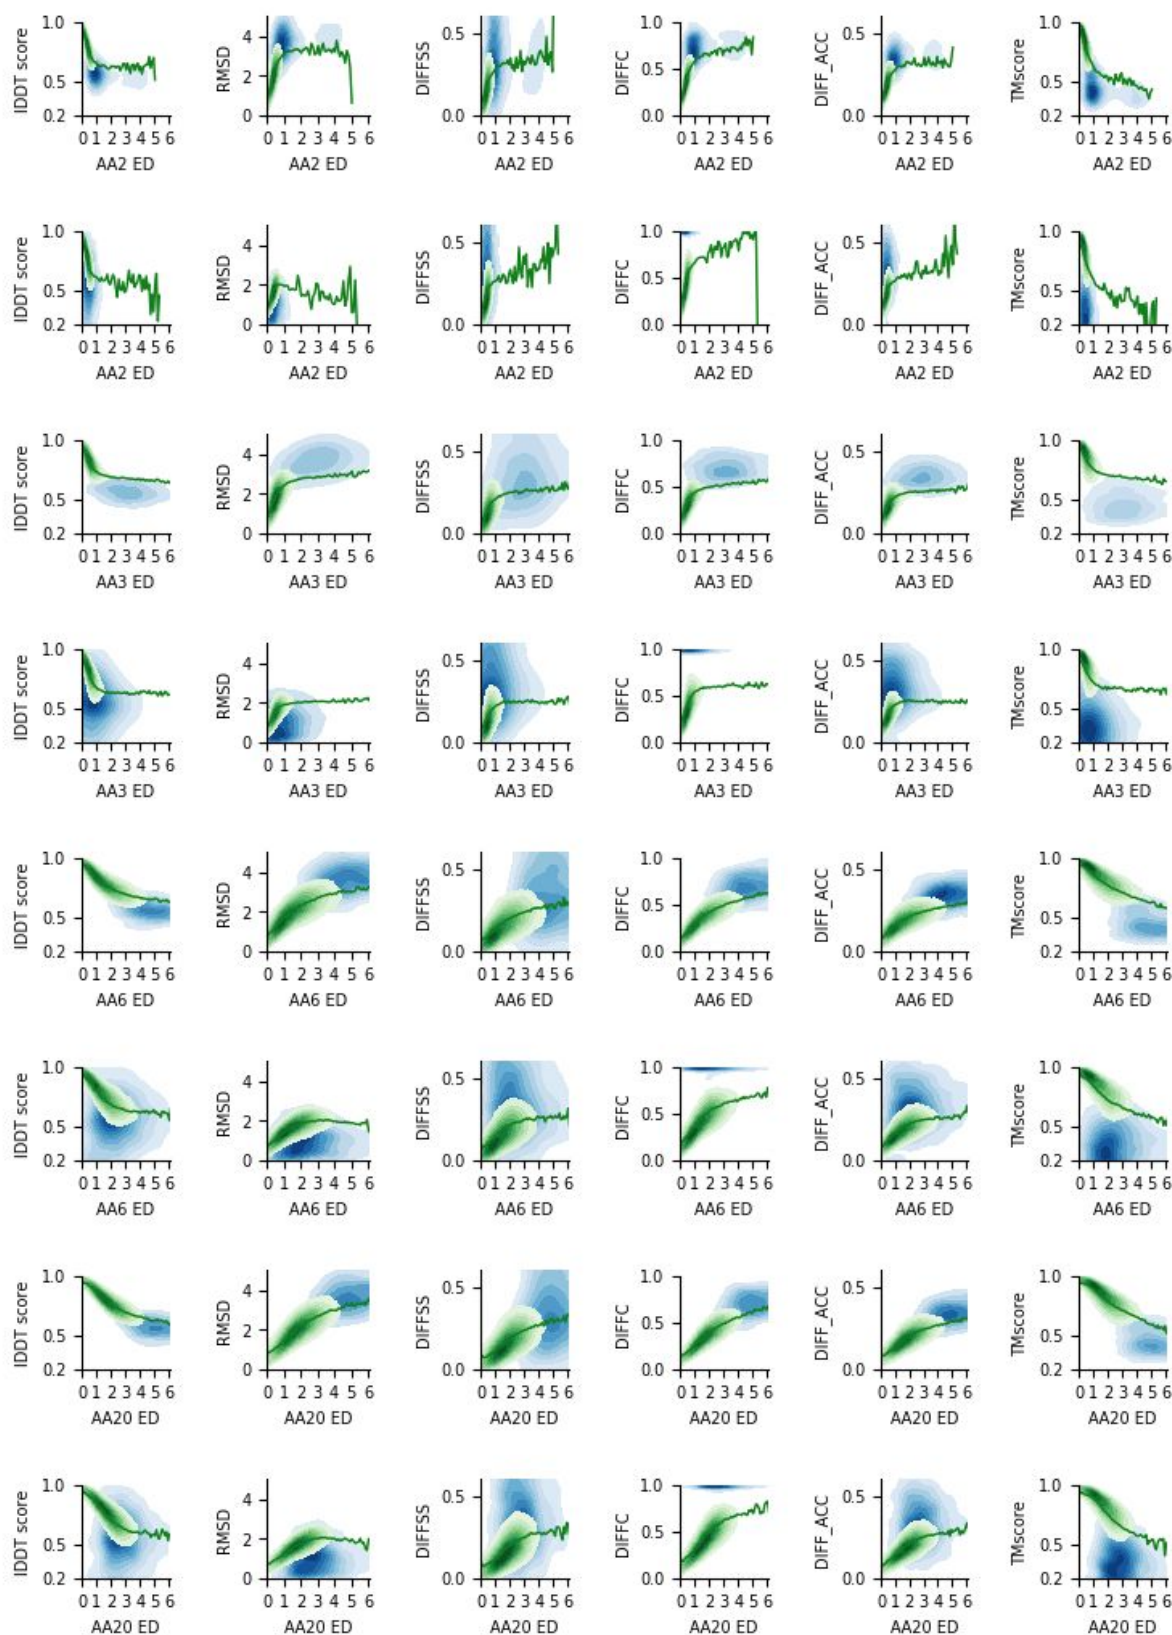 lDDT score RMSD DIFFSS DIFFC DIFF_ACC TMscore
1.0 4 0.5 1.0 0.5 1.0
0.5 2 0.5 0.5
0.2 0 0.0 0.0 0.0 0.2
0 1 2 3 4 5 6 0 1 2 3 4 5 6 0 1 2 3 4 5 6 0 1 2 3 4 5 6 0 1 2 3 4 5 6 0 1 2 3 4 5 6
AA2 ED AA2 ED AA2 ED AA2 ED AA2 ED AA2 ED
lDDT score RMSD DIFFSS DIFFC DIFF_ACC TMscore
1.0 4 0.5 1.0 0.5 1.0
0.5 2 0.5 0.5
0.2 0 0.0 0.0 0.0 0.2
0 1 2 3 4 5 6 0 1 2 3 4 5 6 0 1 2 3 4 5 6 0 1 2 3 4 5 6 0 1 2 3 4 5 6 0 1 2 3 4 5 6
AA2 ED AA2 ED AA2 ED AA2 ED AA2 ED AA2 ED
lDDT score RMSD DIFFSS DIFFC DIFF_ACC TMscore
1.0 4 0.5 1.0 0.5 1.0
0.5 2 0.5 0.5
0.2 0 0.0 0.0 0.0 0.2
0 1 2 3 4 5 6 0 1 2 3 4 5 6 0 1 2 3 4 5 6 0 1 2 3 4 5 6 0 1 2 3 4 5 6 0 1 2 3 4 5 6
AA3 ED AA3 ED AA3 ED AA3 ED AA3 ED AA3 ED
lDDT score RMSD DIFFSS DIFFC DIFF_ACC TMscore
1.0 4 0.5 1.0 0.5 1.0
0.5 2 0.5 0.5
0.2 0 0.0 0.0 0.0 0.2
0 1 2 3 4 5 6 0 1 2 3 4 5 6 0 1 2 3 4 5 6 0 1 2 3 4 5 6 0 1 2 3 4 5 6 0 1 2 3 4 5 6
AA3 ED AA3 ED AA3 ED AA3 ED AA3 ED AA3 ED
lDDT score RMSD DIFFSS DIFFC DIFF_ACC TMscore
1.0 4 0.5 1.0 0.5 1.0
0.5 2 0.5 0.5
0.2 0 0.0 0.0 0.0 0.2
0 1 2 3 4 5 6 0 1 2 3 4 5 6 0 1 2 3 4 5 6 0 1 2 3 4 5 6 0 1 2 3 4 5 6 0 1 2 3 4 5 6
AA6 ED AA6 ED AA6 ED AA6 ED AA6 ED AA6 ED
lDDT score RMSD DIFFSS DIFFC DIFF_ACC TMscore
1.0 4 0.5 1.0 0.5 1.0
0.5 2 0.5 0.5
0.2 0 0.0 0.0 0.0 0.2
0 1 2 3 4 5 6 0 1 2 3 4 5 6 0 1 2 3 4 5 6 0 1 2 3 4 5 6 0 1 2 3 4 5 6 0 1 2 3 4 5 6
AA6 ED AA6 ED AA6 ED AA6 ED AA6 ED AA6 ED
lDDT score RMSD DIFFSS DIFFC DIFF_ACC TMscore
1.0 4 0.5 1.0 0.5 1.0
0.5 2 0.5 0.5
0.2 0 0.0 0.0 0.0 0.2
0 1 2 3 4 5 6 0 1 2 3 4 5 6 0 1 2 3 4 5 6 0 1 2 3 4 5 6 0 1 2 3 4 5 6 0 1 2 3 4 5 6
AA20 ED AA20 ED AA20 ED AA20 ED AA20 ED AA20 ED
lDDT score RMSD DIFFSS DIFFC DIFF_ACC TMscore
1.0 4 0.5 1.0 0.5 1.0
0.5 2 0.5 0.5
0.2 0 0.0 0.0 0.0 0.2
0 1 2 3 4 5 6 0 1 2 3 4 5 6 0 1 2 3 4 5 6 0 1 2 3 4 5 6 0 1 2 3 4 5 6 0 1 2 3 4 5 6
AA20 ED AA20 ED AA20 ED AA20 ED AA20 ED AA20 ED